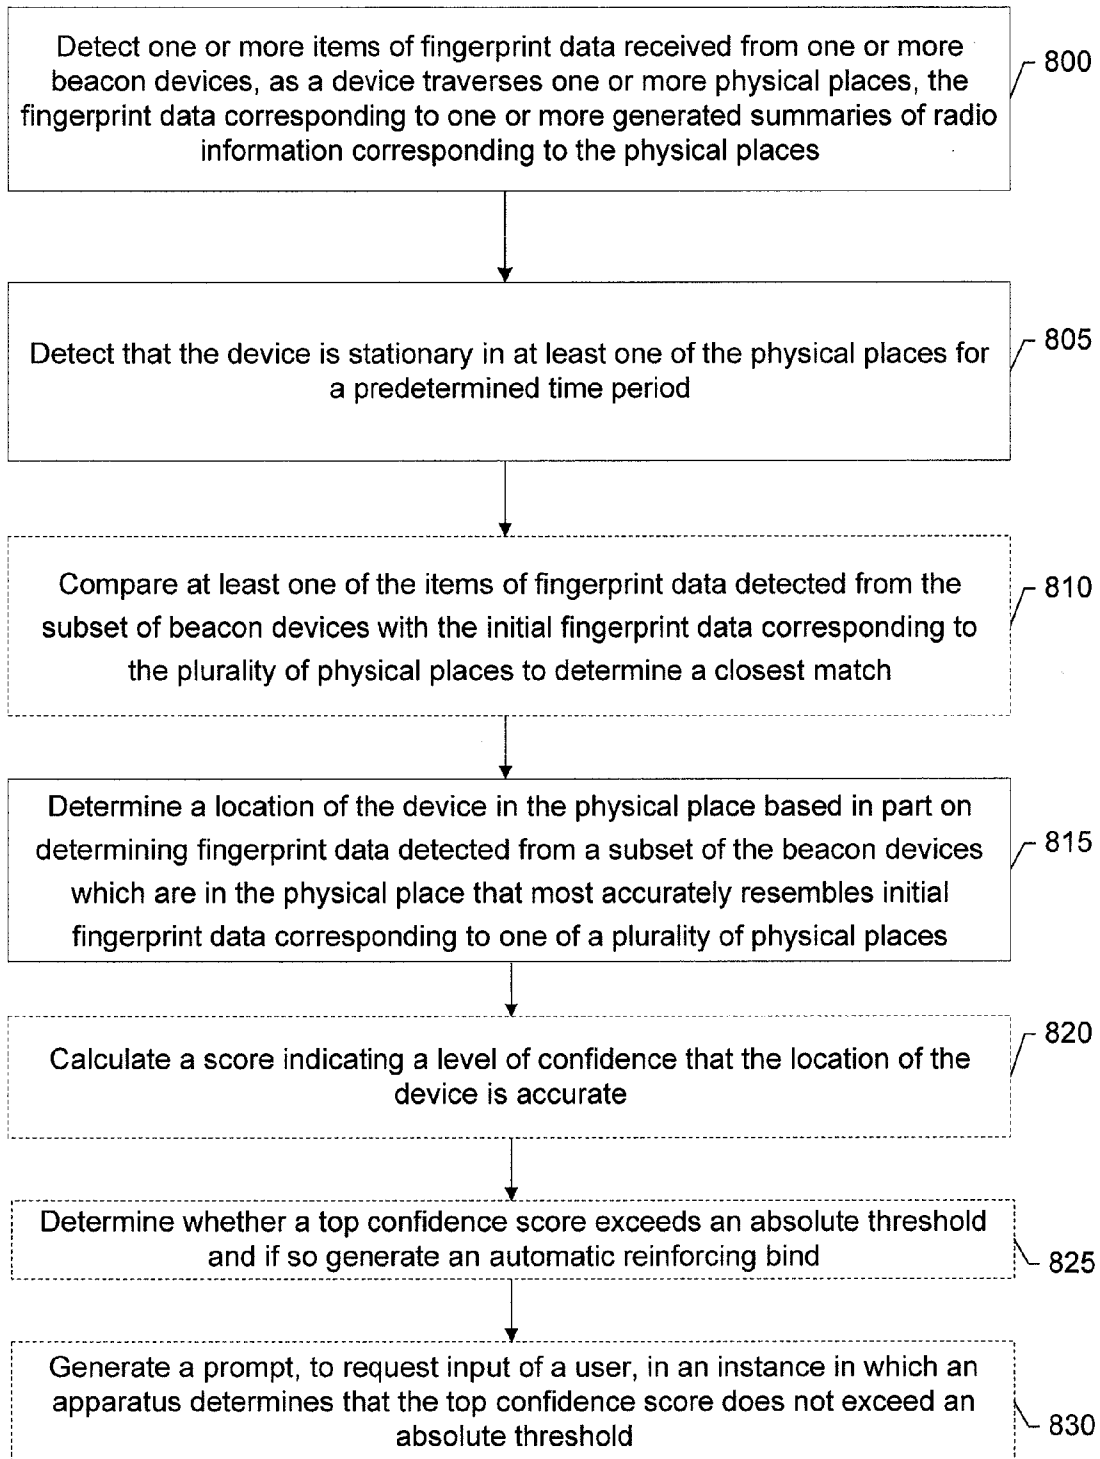 Detect one or more items of fingerprint data received from one or more
beacon devices, as a device traverses one or more physical places, the
fingerprint data corresponding to one or more generated summaries of radio
information corresponding to the physical places
800
Detect that the device is stationary in at least one of the physical places for
a predetermined time period
805
Compare at least one of the items of fingerprint data detected from the
subset of beacon devices with the initial fingerprint data corresponding to
the plurality of physical places to determine a closest match
810
Determine a location of the device in the physical place based in part on
determining fingerprint data detected from a subset of the beacon devices
which are in the physical place that most accurately resembles initial
fingerprint data corresponding to one of a plurality of physical places
815
Calculate a score indicating a level of confidence that the location of the
device is accurate
820
Determine whether a top confidence score exceeds an absolute threshold
and if so generate an automatic reinforcing bind
825
Generate a prompt, to request input of a user, in an instance in which an
apparatus determines that the top confidence score does not exceed an
absolute threshold
830